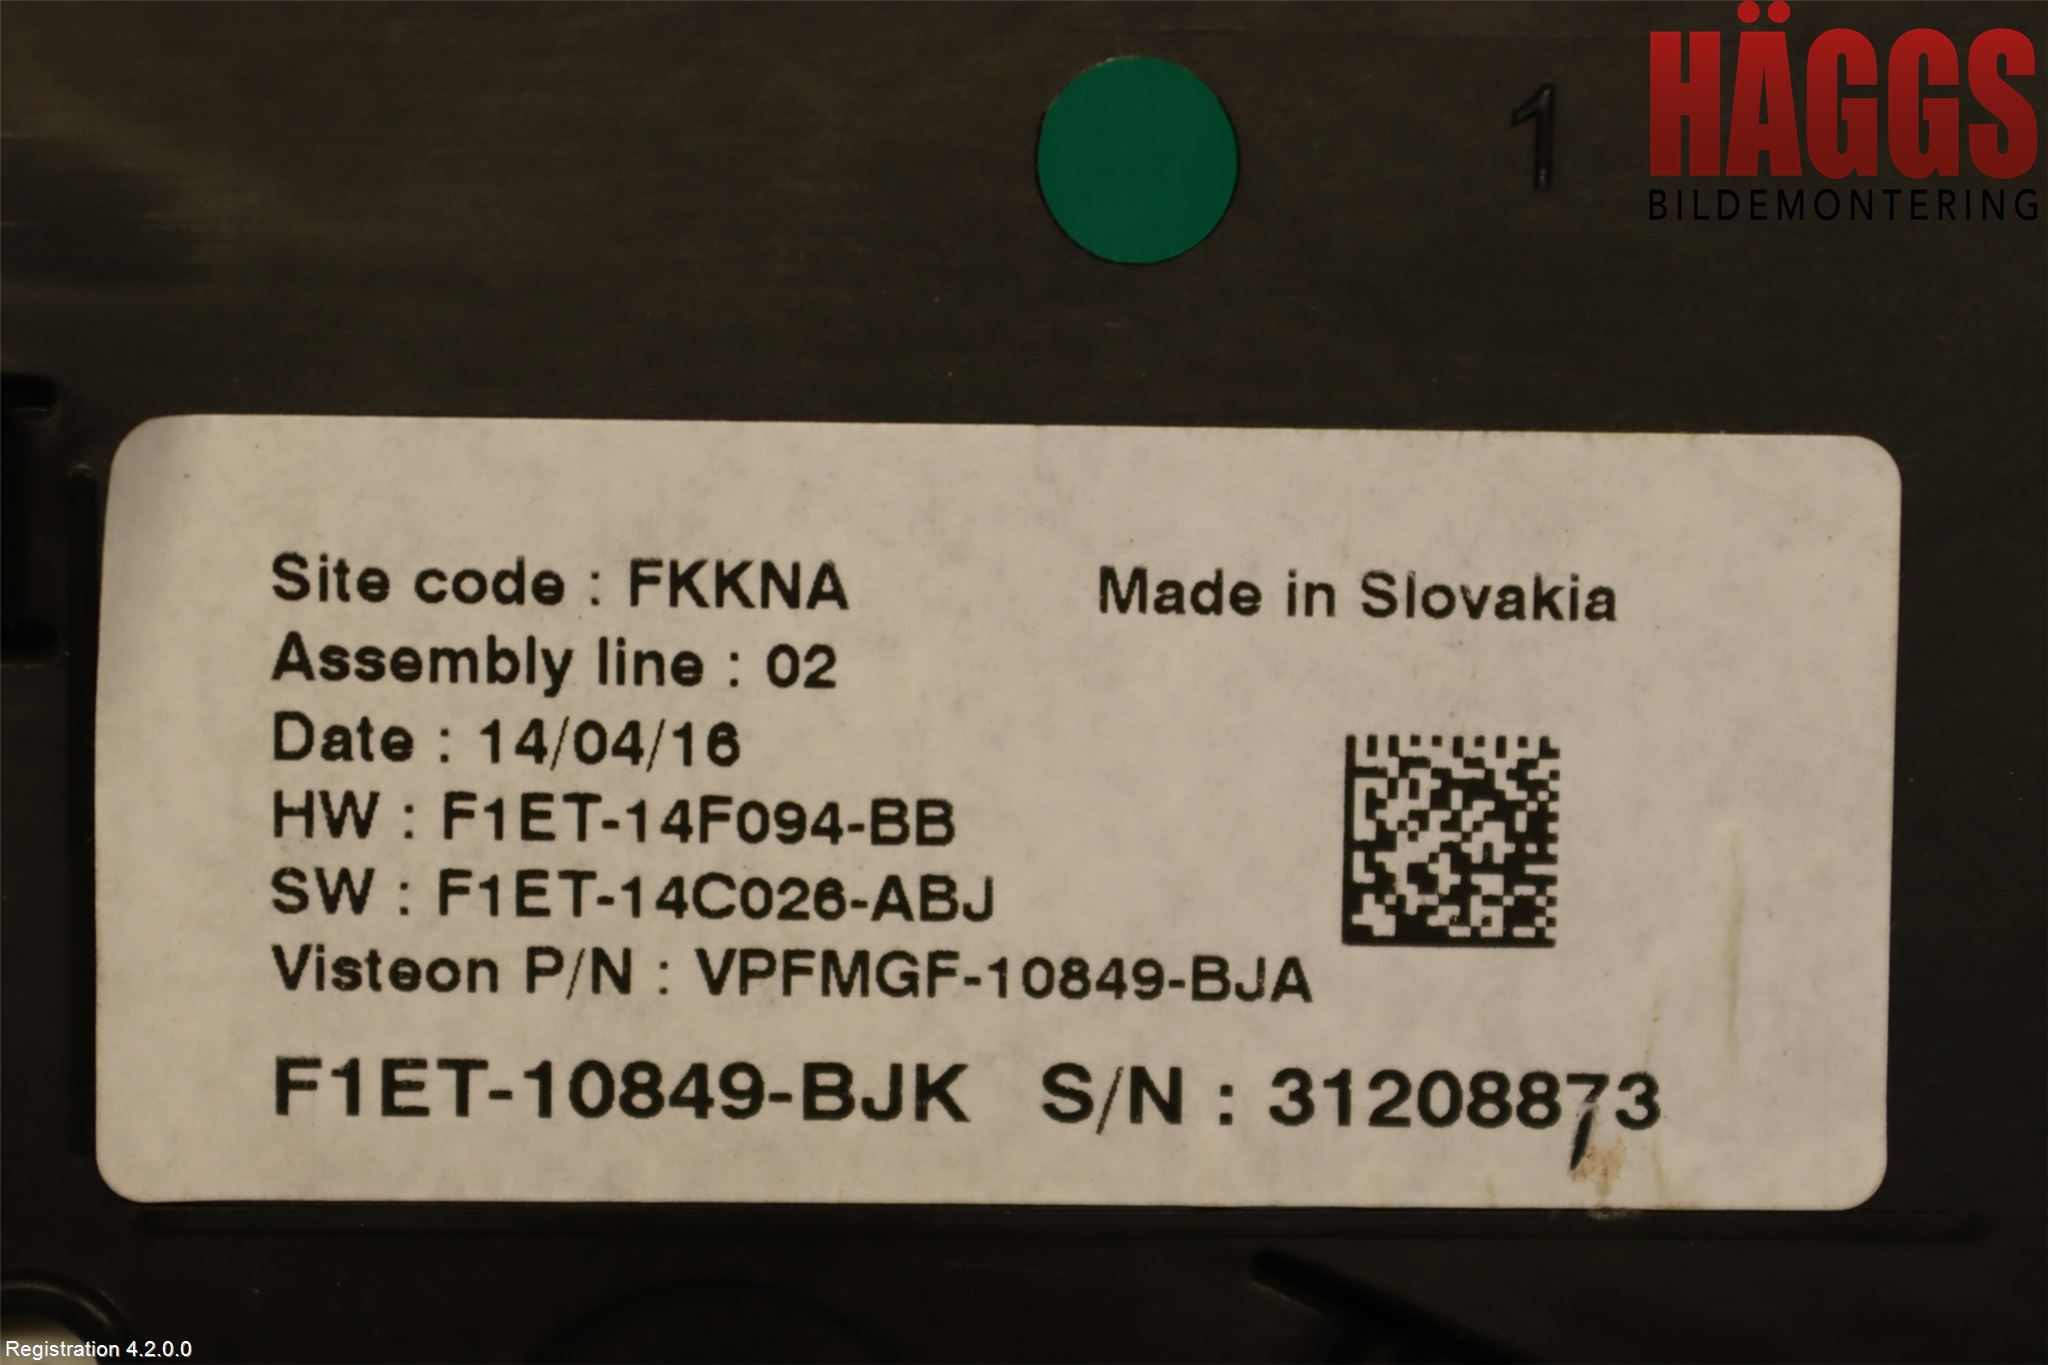 HÄGGS
BILDEMONTERING
1
Site code : FKKNA
Made in Slovakia
Assembly line : 02
Date : 14/04/16
HW : F1ET-14F094-BB
SW : F1ET-14C026-ABJ
Visteon P/N : VPFMGF-10849-BJA
F1ET-10849-BJK S/N : 31208873
Registration 4.2.0.0